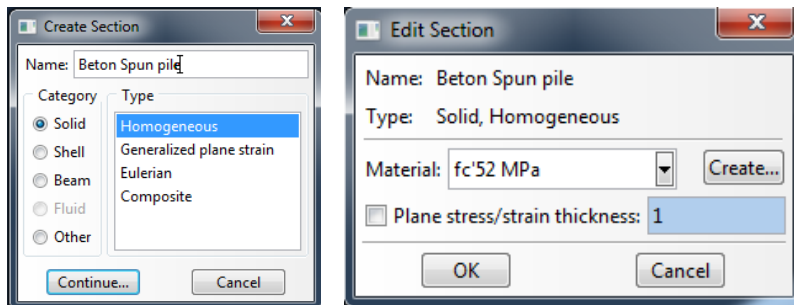 Create Section
Name: Beton Spun pile
Category Type
Solid
Shell
Beam
Fluid
Other
Homogeneous
Generalized plane strain
Eulerian
Composite
Continue... Cancel
Edit Section
Name: Beton Spun pile
Type: Solid, Homogeneous
Material: fc'52 MPa Create...
Plane stress/strain thickness: 1
OK Cancel